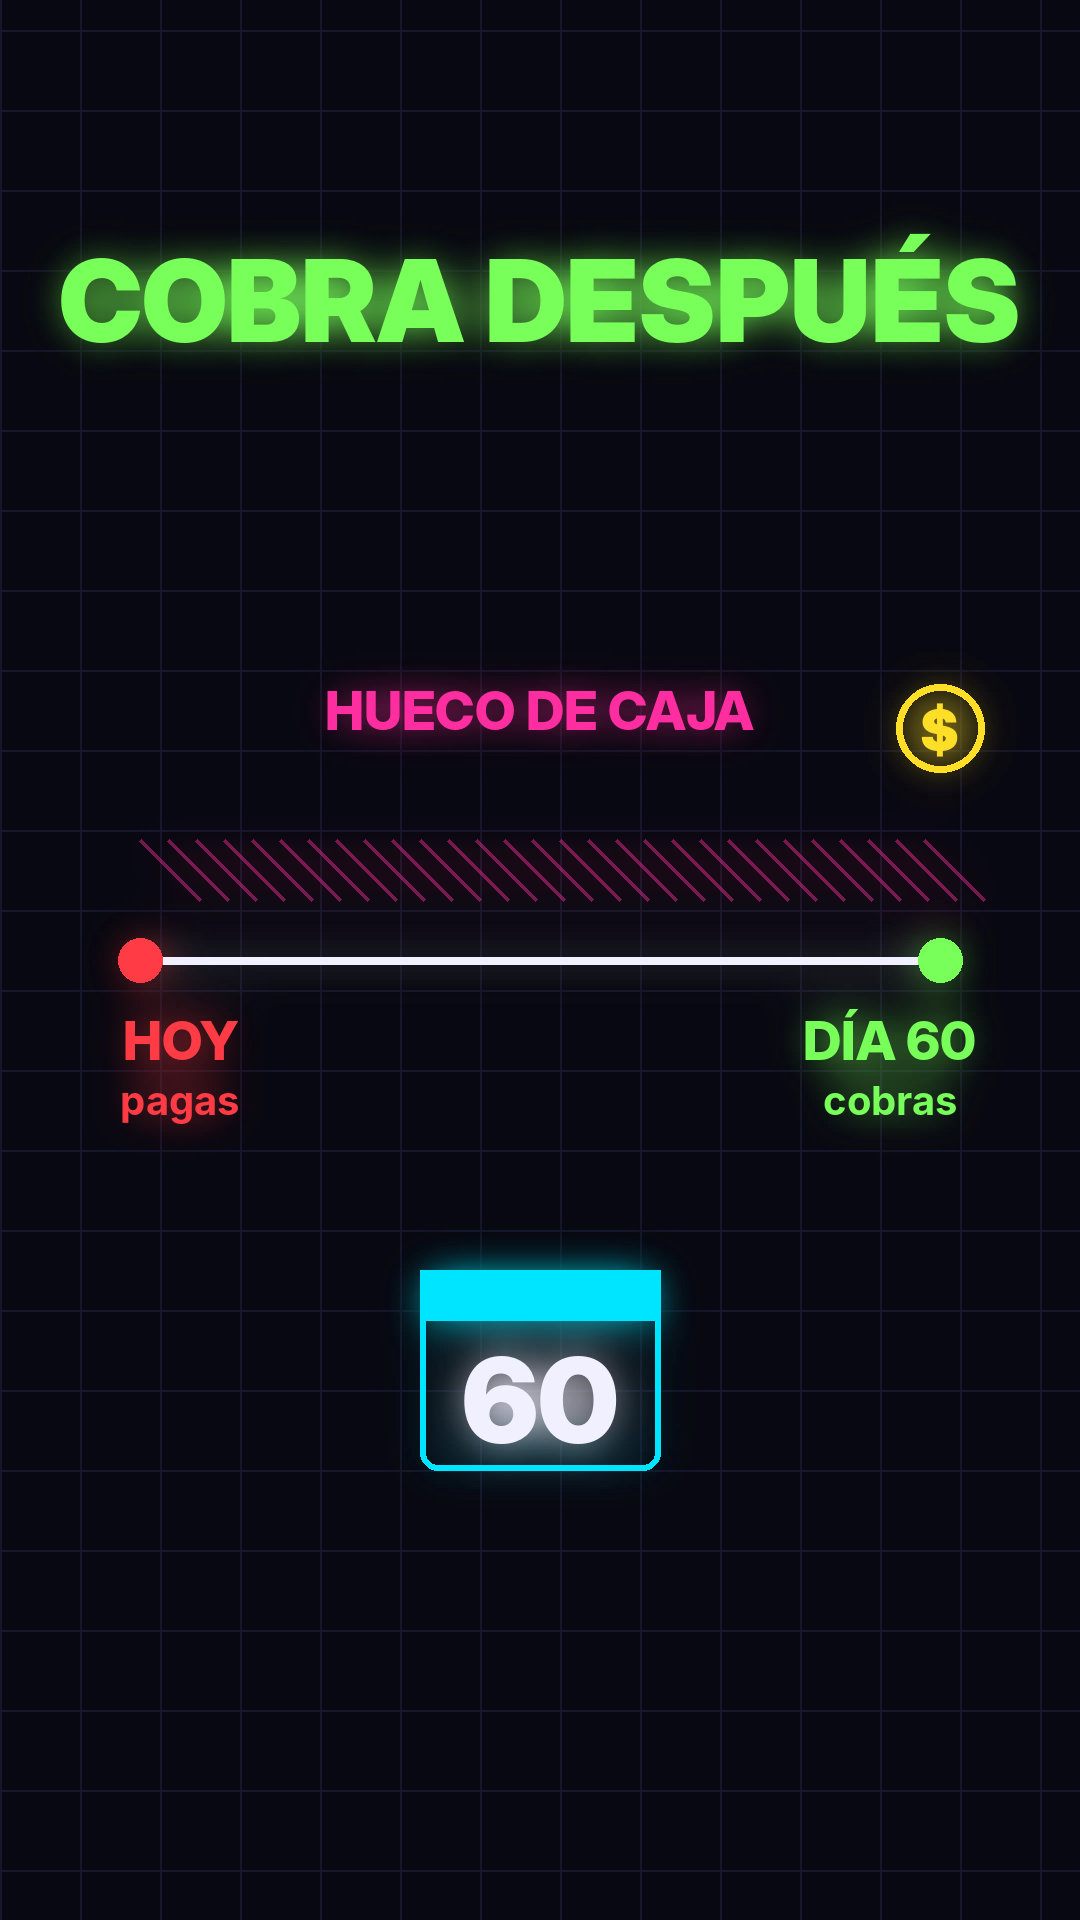 COBRA DESPUÉS
HUECO DE CAJA
$
HOY
pagas
DÍA 60
cobras
60